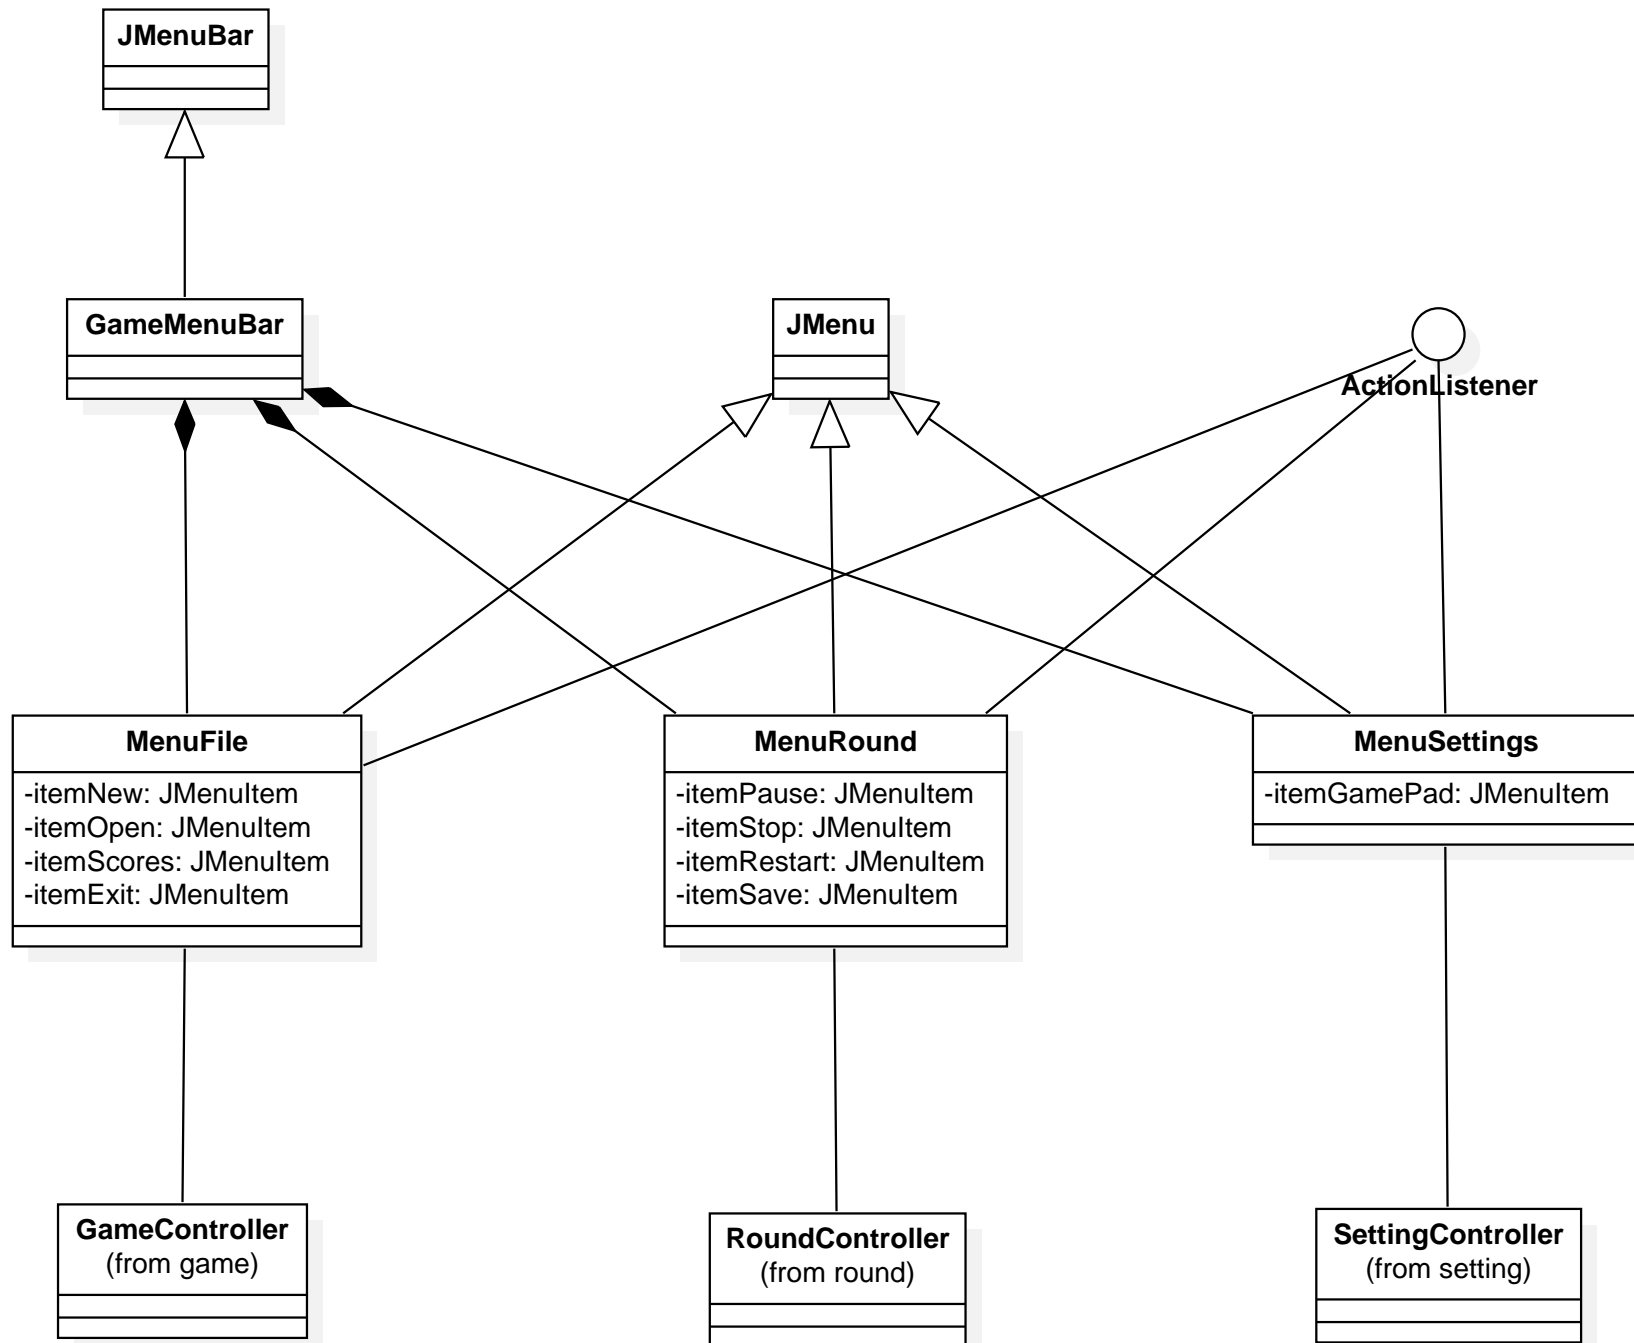 JMenuBar
GameMenuBar
JMenu
ActionListener
MenuFile
-itemNew: JMenuItem
-itemOpen: JMenuItem
-itemScores: JMenuItem
-itemExit: JMenuItem
MenuRound
-itemPause: JMenuItem
-itemStop: JMenuItem
-itemRestart: JMenuItem
-itemSave: JMenuItem
MenuSettings
-itemGamePad: JMenuItem
GameController
(from game)
RoundController
(from round)
SettingController
(from setting)